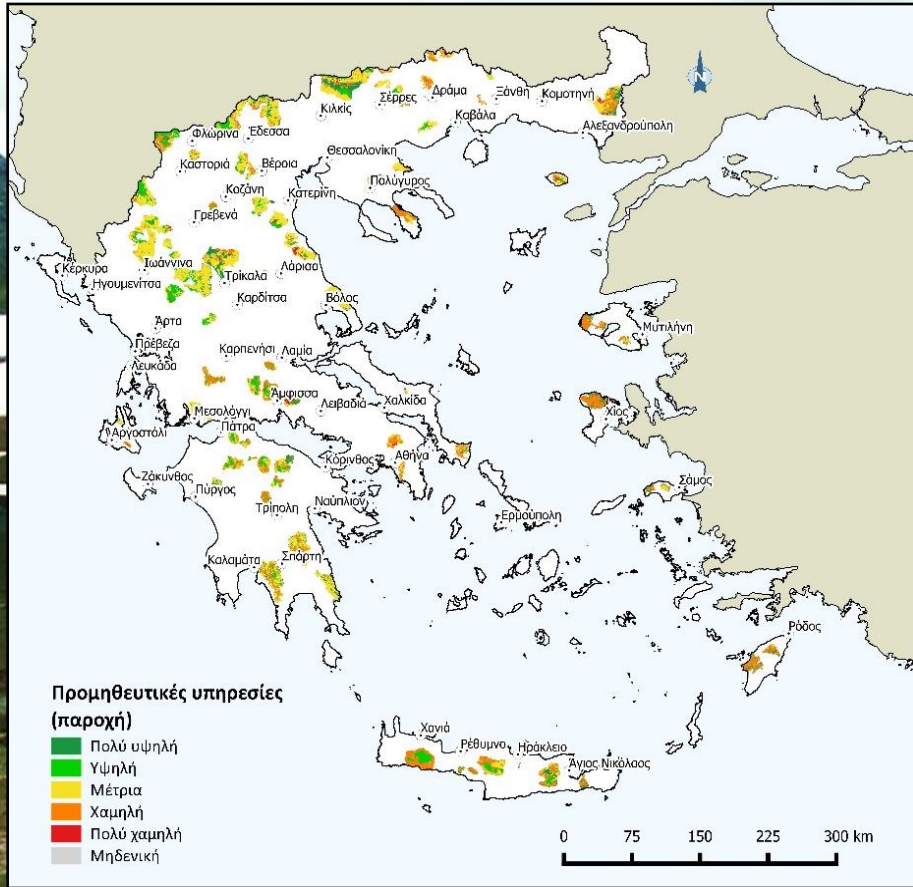 N
Δράμα
Ξάνθη
Κομοτηνή
Σέρρες
Κιλκίς
Καβάλα
Αλεξανδρούπολη
Φλώρινα
Έδεσσα
Θεσσαλονίκη
Καστοριά
Βέροια
Πολύγυρος
Κοζάνη
Κατερίνη
Γρεβενά
Κέρκυρα
Ιωάννινα
Λάρισα
Ηγουμενίτσα
Τρίκαλα
Καρδίτσα
Βόλος
Μυτιλήνη
Άρτα
Πρέβεζα
Καρπενήσι
Λαμία
Λευκάδα
Άμφισσα
Χαλκίδα
Λειβαδιά
Χίος
Μεσολόγγι
Πάτρα
Αργοστόλι
Αθήνα
Κόρινθος
Ζάκυνθος
Σάμος
Πύργος
Τρίπολη
Ναύπλιον
Ερμούπολη
Καλαμάτα
Σπάρτη
Ρόδος
Χανιά
Ρέθυμνο
Ηράκλειο
Άγιος Νικόλαος
Προμηθευτικές υπηρεσίες
(παροχή)
Πολύ υψηλή
Υψηλή
Μέτρια
Χαμηλή
Πολύ χαμηλή
Μηδενική
0 75 150 225 300 km